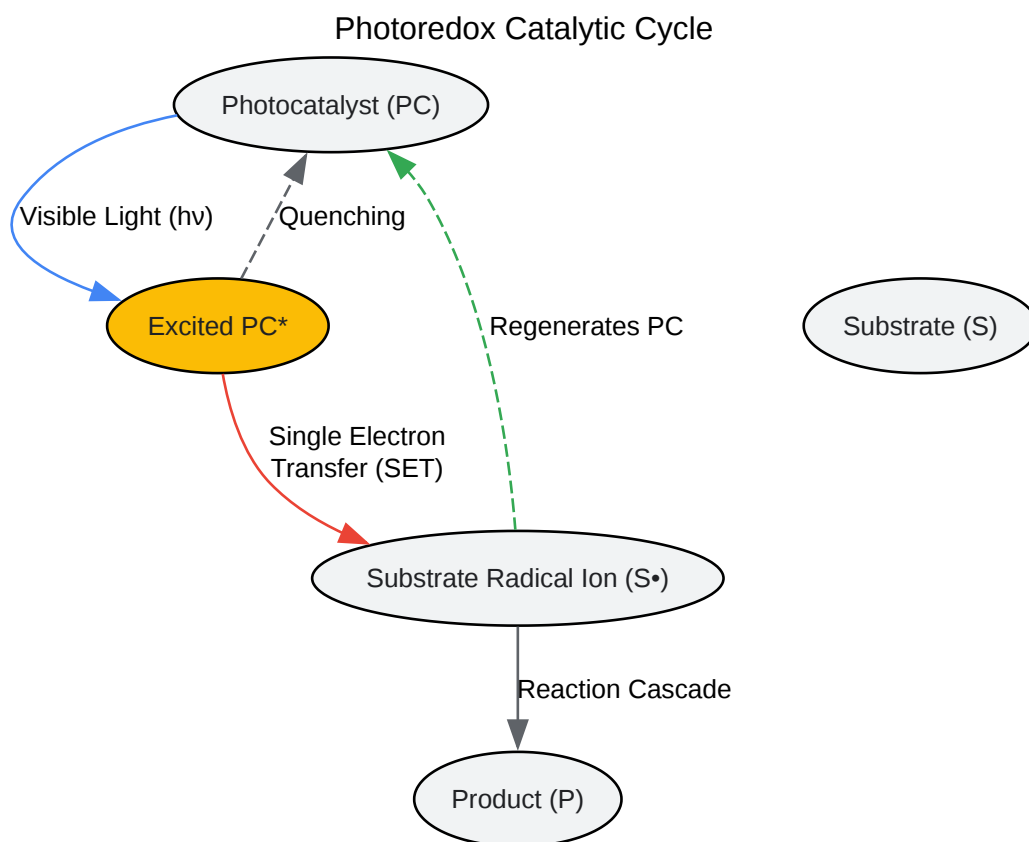 Photoredox Catalytic Cycle
Photocatalyst (PC)
Visible Light (hν)
Quenching
Excited PC*
Regenerates PC
Substrate (S)
Single Electron
Transfer (SET)
Substrate Radical Ion (S•)
Reaction Cascade
Product (P)